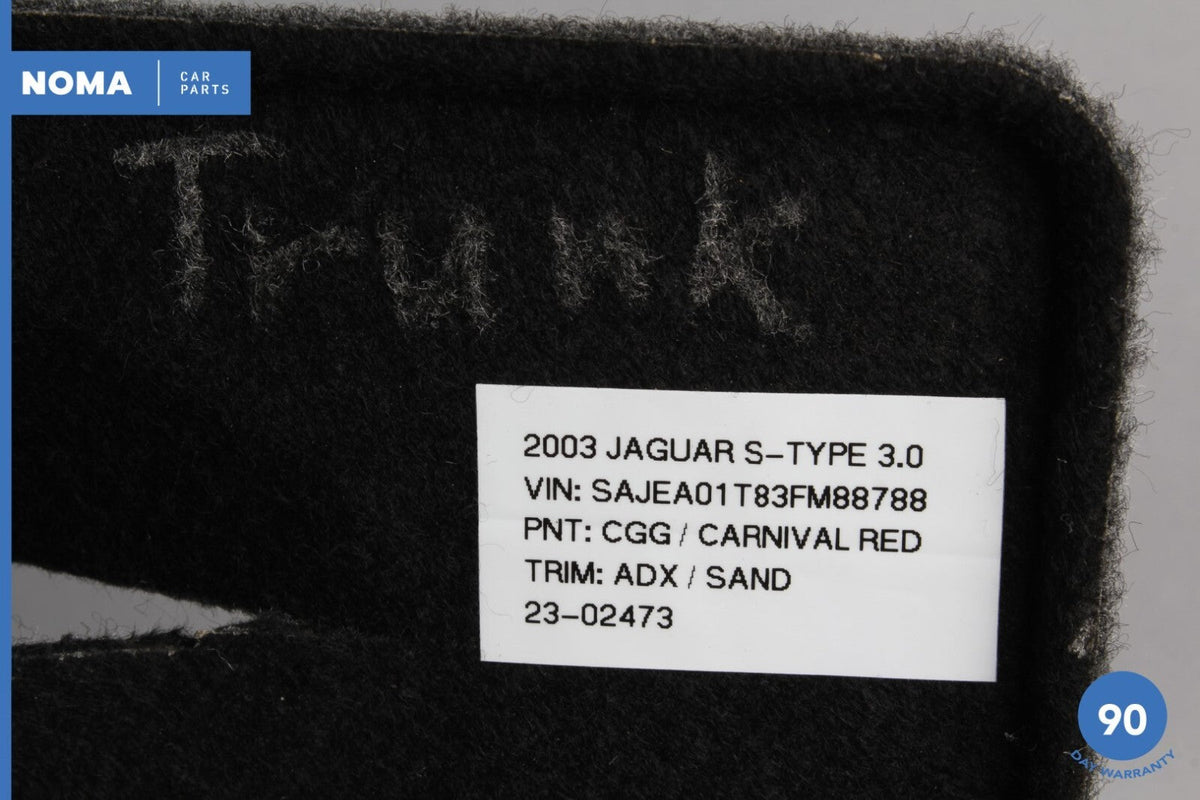 NOMA
CAR
PARTS
Trunk
2003 JAGUAR S-TYPE 3.0
VIN: SAJEA01T83FM88788
PNT: CGG / CARNIVAL RED
TRIM: ADX / SAND
23-02473
90
DAY WARRANTY